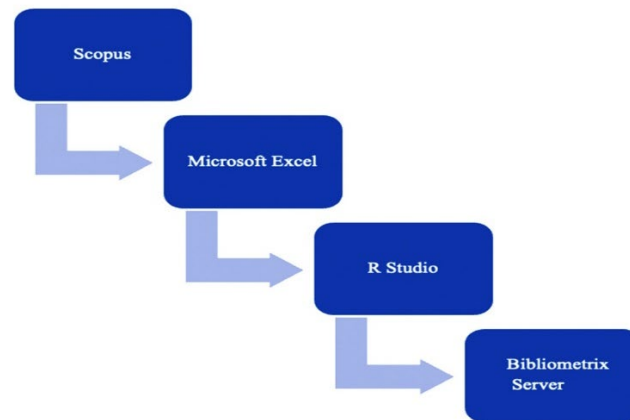 Scopus
Microsoft Excel
R Studio
Bibliometrix
Server